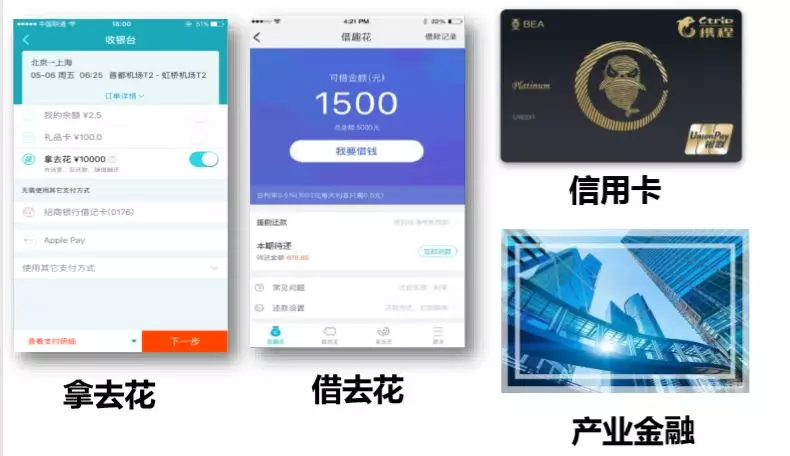 中国联通
16:00
51%
收银台
北京→上海
05-06 周五 06:25 首都机场T2 - 虹桥机场T2
订单详情
我的余额 ¥2.5
礼品卡 ¥100.0
拿去花 ¥10000
无需使用其它支付方式
招商银行借记卡(0176)
Apple Pay
使用其它支付方式
查看支付明细
下一步
拿去花
4:21 PM
借趣花
借款记录
可借金额(元)
1500
总金额 5000元
我要借钱
提前还款
本期待还
立即还款
常见问题
还款设置
借去花
BEA
Ctrip
携程
Platinum
CREDIT
UnionPay
银联
信用卡
产业金融